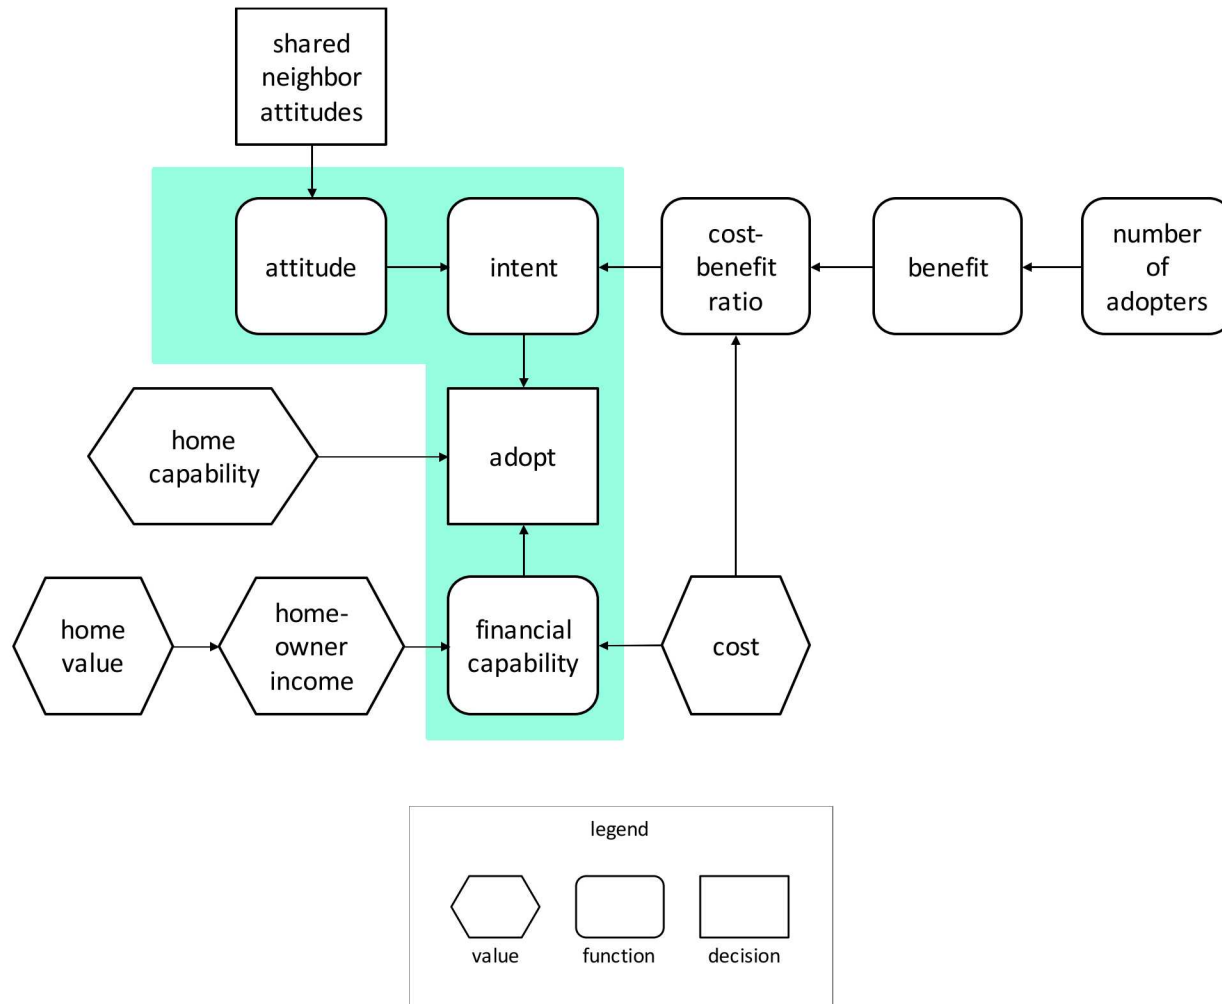 shared
neighbor
attitudes
attitude
intent
cost-
benefit
ratio
benefit
number
of
adopters
home
capability
adopt
home
value
home-
owner
income
financial
capability
cost
legend
value
function
decision